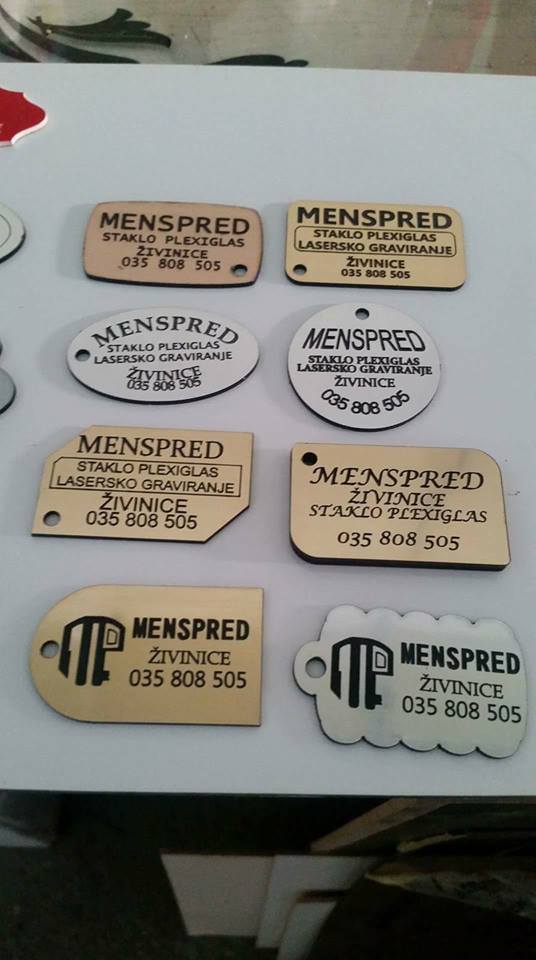 MENSPRED
STAKLO PLEXIGLAS
ŽIVINICE
035 808 505
MENSPRED
STAKLO PLEXIGLAS
LASERSKO GRAVIRANJE
ŽIVINICE
035 808 505
MENSPRED
STAKLO PLEXIGLAS
LASERSKO GRAVIRANJE
ŽIVINICE
035 808 505
MENSPRED
STAKLO PLEXIGLAS
LASERSKO GRAVIRANJE
ŽIVINICE
035 808 505
MENSPRED
STAKLO PLEXIGLAS
LASERSKO GRAVIRANJE
ŽIVINICE
035 808 505
MENSPRED
ŽIVINICE
STAKLO PLEXIGLAS
035 808 505
MENSPRED
ŽIVINICE
035 808 505
MENSPRED
ŽIVINICE
035 808 505